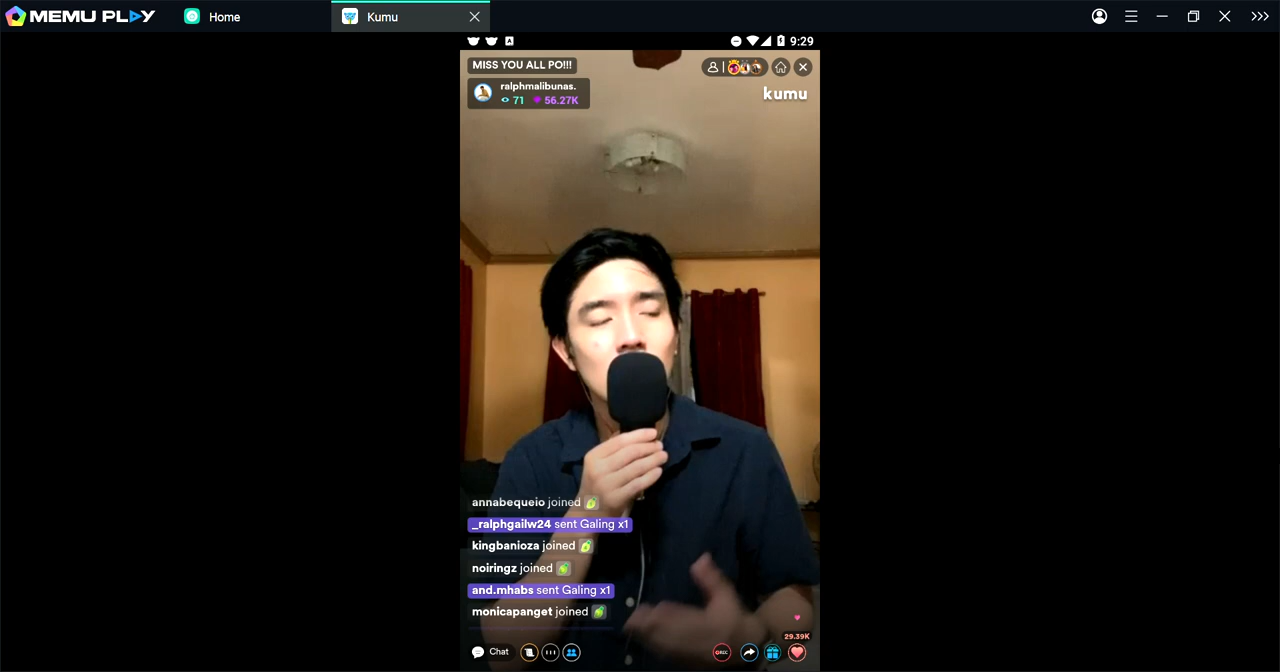 MEMU PLAY
Home
Kumu
9:29
MISS YOU ALL PO!!!
ralphmalibunas.
71
56.27K
kumu
annabequeio joined
_ralphgailw24 sent Galing x1
kingbanioza joined
noiringz joined
and.mhabs sent Galing x1
monicapanget joined
29.39K
Chat
REC